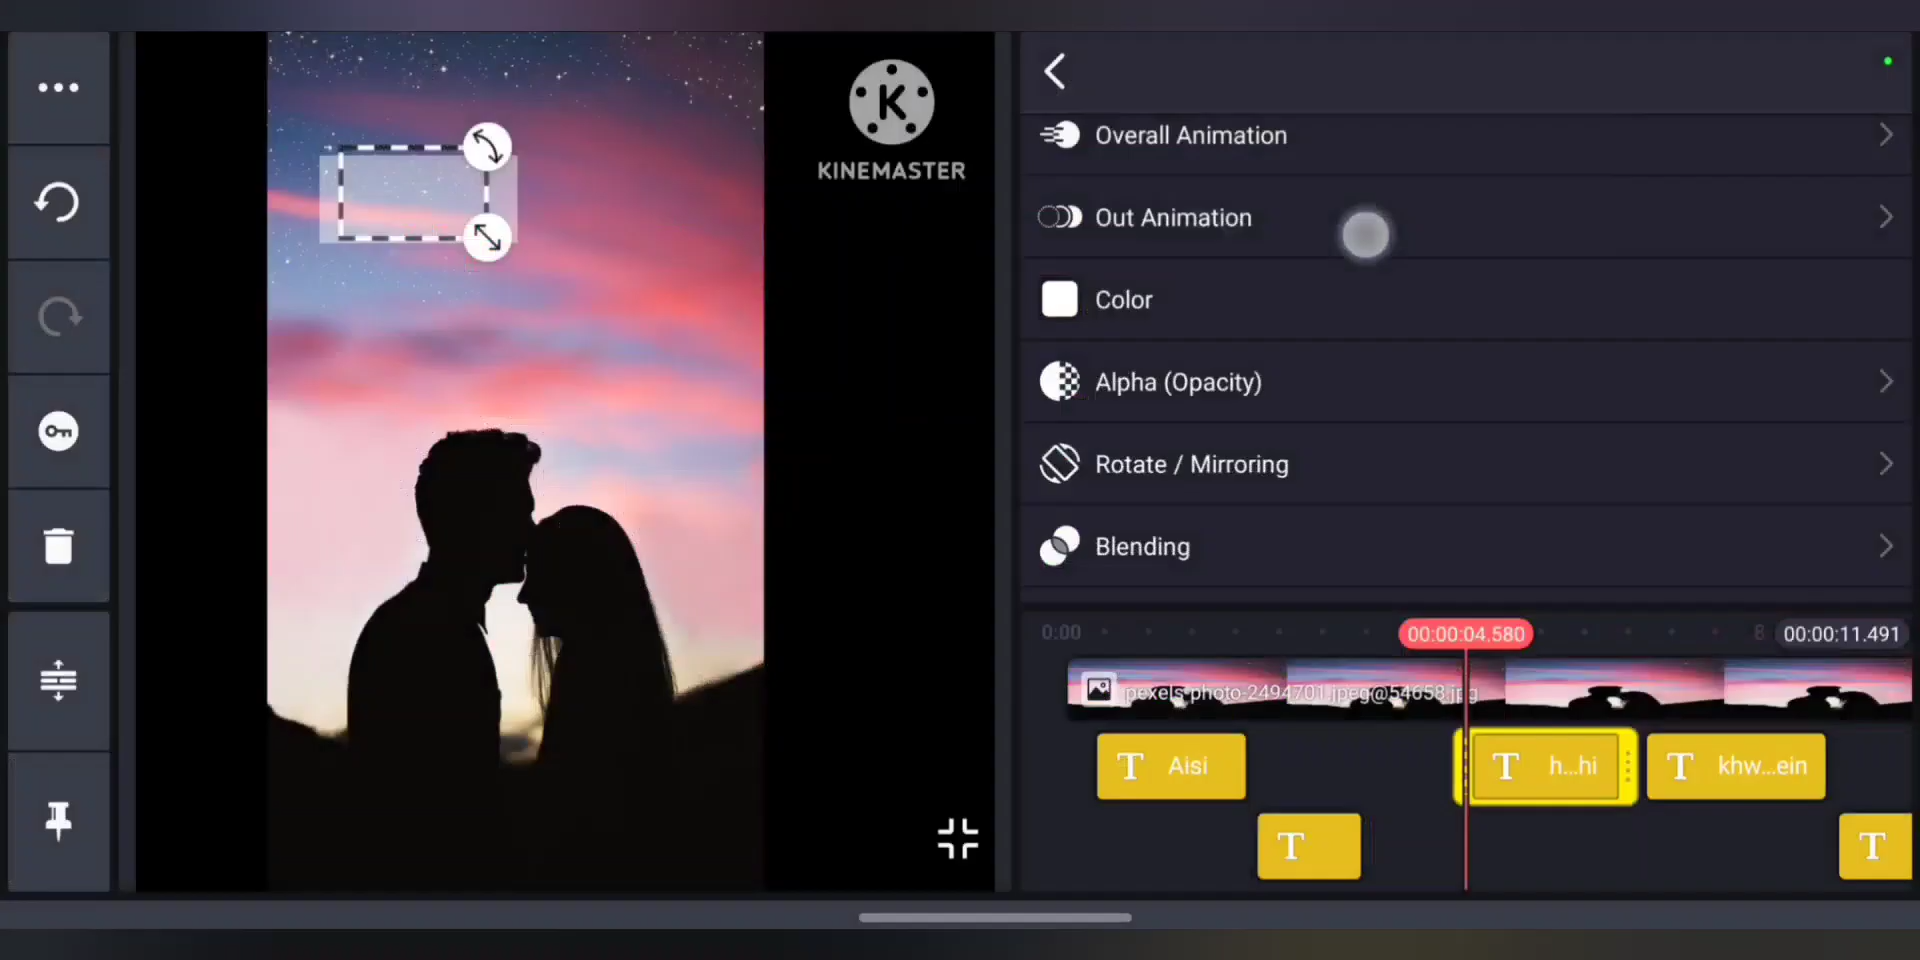 KINEMASTER
Overall Animation
Out Animation
Color
Alpha (Opacity)
Rotate / Mirroring
Blending
0:00
00:00:04.580
8
00:00:11.491
pexels-photo-2494701.jpeg@54658.jpg
T Aisi
T h...hi
T khw...ein
T
T